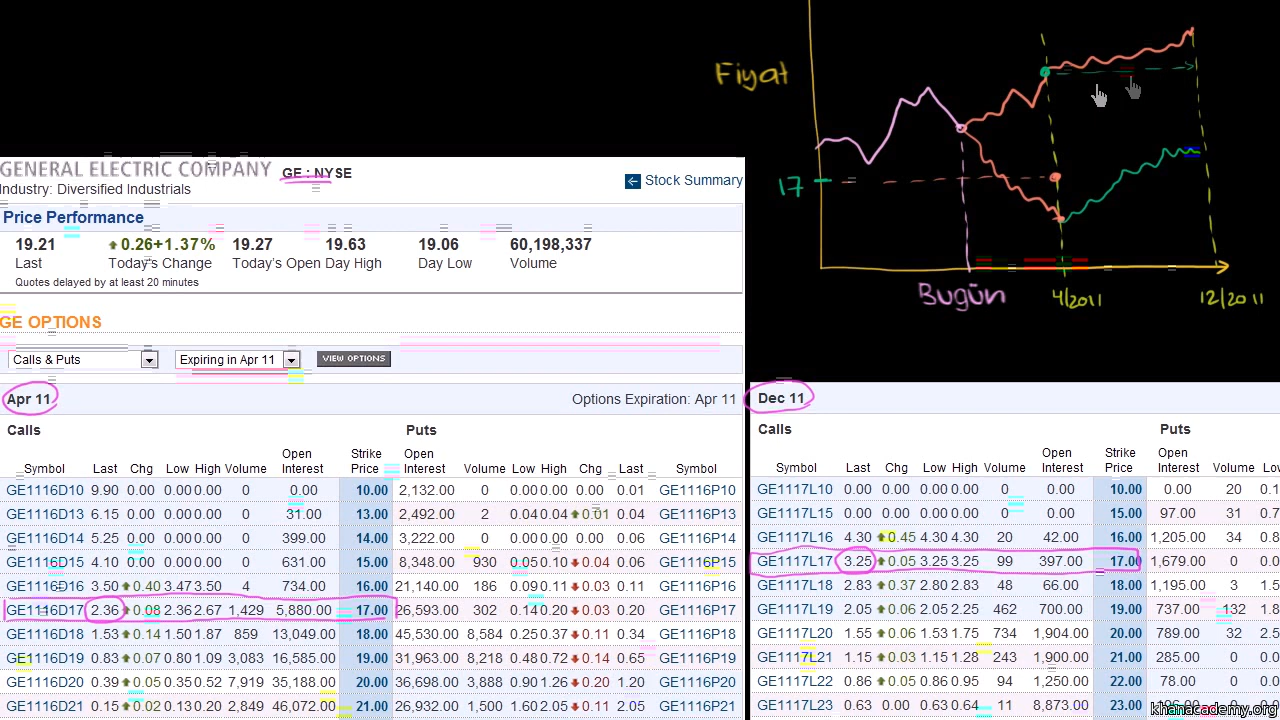 Fiyat
17
Bugün
4/2011
12/2011
GENERAL ELECTRIC COMPANY GE : NYSE
Industry: Diversified Industrials
Stock Summary
Price Performance
19.21 0.26+1.37% 19.27 19.63 19.06 60,198,337
Last Today's Change Today's Open Day High Day Low Volume
Quotes delayed by at least 20 minutes
GE OPTIONS
Calls & Puts Expiring in Apr 11 VIEW OPTIONS
Apr 11 Options Expiration: Apr 11
Calls Puts
Open Strike Open
Symbol Last Chg Low High Volume Interest Price Interest Volume Low High Chg Last Symbol
GE1116D10 9.90 0.00 0.00 0.00 0 0.00 10.00 2,132.00 0 0.00 0.00 0.00 0.01 GE1116P10
GE1116D13 6.15 0.00 0.00 0.00 0 31.00 13.00 2,492.00 2 0.04 0.04 0.01 0.04 GE1116P13
GE1116D14 5.25 0.00 0.00 0.00 0 399.00 14.00 3,222.00 0 0.00 0.00 0.00 0.06 GE1116P14
GE1116D15 4.10 0.00 0.00 0.00 0 631.00 15.00 8,348.00 930 0.05 0.10 0.04 0.06 GE1116P15
GE1116D16 3.50 0.40 3.50 4 734.00 16.00 21,140.00 186 0.09 0.11 0.03 0.11 GE1116P16
GE1116D17 2.36 0.08 2.36 2.67 1,429 5,880.00 17.00 26,593.00 302 0.14 0.20 0.03 0.20 GE1116P17
GE1116D18 1.53 0.14 1.50 1.87 859 13,049.00 18.00 45,530.00 8,584 0.25 0.37 0.11 0.34 GE1116P18
GE1116D19 0.07 0.80 1.09 3,083 19.00 31,963.00 8,218 0.48 0.72 0.14 0.65 GE1116P19
GE1116D20 0.05 0.35 0.52 7,919 35,188.00 20.00 36,698.00 3,888 0.90 1.26 0.20 1.20 GE1116P20
GE1116D21 0.15 0.02 0.13 0.20 2,849 46,072.00 21.00 26,932.00 1,500 1.60 2.05 0.11 2.05 GE1116P21
Dec 11
Calls Puts
Open Strike Open
Symbol Last Chg Low High Volume Interest Price Interest Volume
GE1117L10 0.00 0.00 0.00 0.00 0 0.00 10.00 0.00 20
GE1117L15 0.00 0.00 0.00 0.00 0 0.00 15.00 97.00 31
GE1117L16 4.30 0.45 4.30 4.30 20 42.00 16.00 1,205.00 34
GE1117L17 3.25 0.05 3.25 3.25 99 397.00 17.00 1,673.00
GE1117L18 2.83 0.37 2.80 2.83 48 66.00 18.00 1,195.00 3
GE1117L19 2.05 0.06 2.05 2.25 462 0.00 19.00 737.00 132
GE1117L20 1.55 0.06 1.53 1.75 734 1,904.00 20.00 789.00 32
GE1117L21 1.15 0.03 1.15 1.28 243 1,900.00 21.00 285.00 0
GE1117L22 0.86 0.05 0.86 0.95 94 1,250.00 22.00 78.00 0
GE1117L23 0.63 0.00 0.63 0.64 11 8,873.00 23.00
khanacademy.org